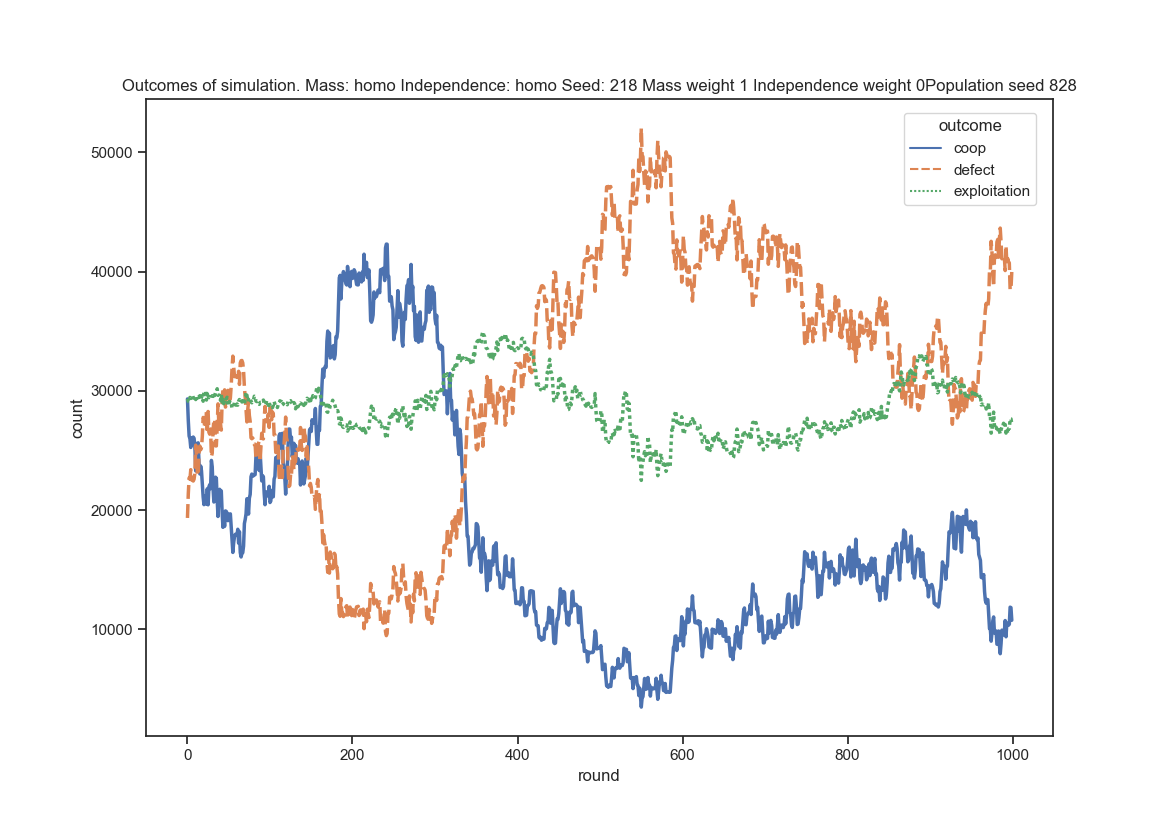 Outcomes of simulation. Mass: homo Independence: homo Seed: 218 Mass weight 1 Independence weight 0Population seed 828
outcome
coop
defect
exploitation
50000
40000
30000
20000
10000
count
0 200 400 600 800 1000
round